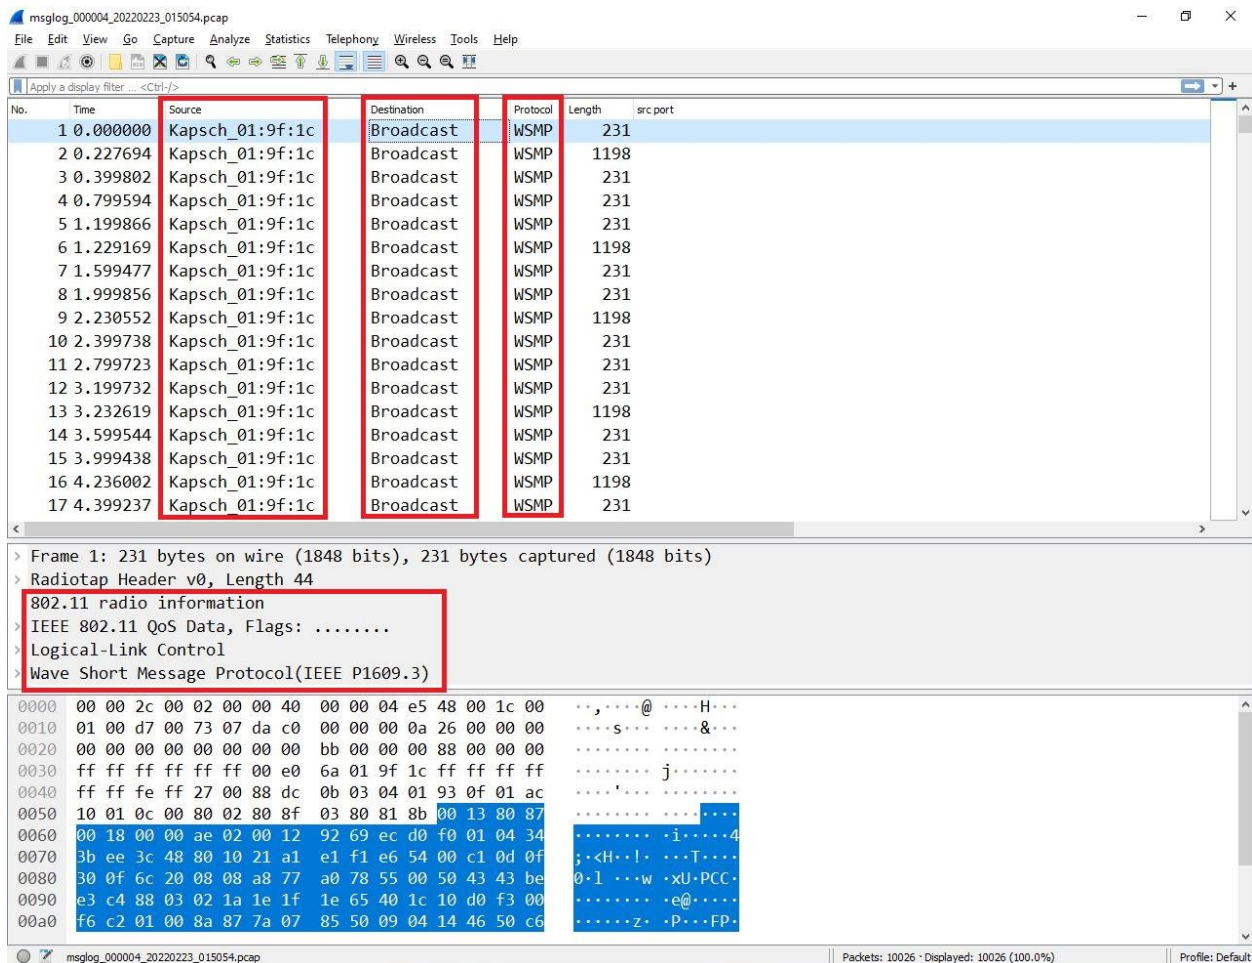 msglog_000004_20220223_015054.pcap
File Edit View Go Capture Analyze Statistics Telephony Wireless Tools Help
Apply a display filter ... <Ctrl-/>
No. Time Source Destination Protocol Length src port
1 0.000000 Kapsch_01:9f:1c Broadcast WSMP 231
2 0.227694 Kapsch_01:9f:1c Broadcast WSMP 1198
3 0.399802 Kapsch_01:9f:1c Broadcast WSMP 231
4 0.799594 Kapsch_01:9f:1c Broadcast WSMP 231
5 1.199866 Kapsch_01:9f:1c Broadcast WSMP 231
6 1.229169 Kapsch_01:9f:1c Broadcast WSMP 1198
7 1.599477 Kapsch_01:9f:1c Broadcast WSMP 231
8 1.999856 Kapsch_01:9f:1c Broadcast WSMP 231
9 2.230552 Kapsch_01:9f:1c Broadcast WSMP 1198
10 2.399738 Kapsch_01:9f:1c Broadcast WSMP 231
11 2.799723 Kapsch_01:9f:1c Broadcast WSMP 231
12 3.199732 Kapsch_01:9f:1c Broadcast WSMP 231
13 3.232619 Kapsch_01:9f:1c Broadcast WSMP 1198
14 3.599544 Kapsch_01:9f:1c Broadcast WSMP 231
15 3.999438 Kapsch_01:9f:1c Broadcast WSMP 231
16 4.236002 Kapsch_01:9f:1c Broadcast WSMP 1198
17 4.399237 Kapsch_01:9f:1c Broadcast WSMP 231
Frame 1: 231 bytes on wire (1848 bits), 231 bytes captured (1848 bits)
Radiotap Header v0, Length 44
802.11 radio information
IEEE 802.11 QoS Data, Flags: ........
Logical-Link Control
Wave Short Message Protocol(IEEE P1609.3)
0000 00 00 2c 00 02 00 00 40 00 00 04 e5 48 00 1c 00 ··,····@ ····H···
0010 01 00 d7 00 73 07 da c0 00 00 00 0a 26 00 00 00 ····s··· ····&···
0020 00 00 00 00 00 00 00 00 bb 00 00 00 88 00 00 00 ········ ········
0030 ff ff ff ff ff ff 00 e0 6a 01 9f 1c ff ff ff ff ········ j·······
0040 ff ff fe ff 27 00 88 dc 0b 03 04 01 93 0f 01 ac ····'··· ········
0050 10 01 0c 00 80 02 80 8f 03 80 81 8b 00 13 80 87 ········ ········
0060 00 18 00 00 ae 02 00 12 92 69 ec d0 f0 01 04 34 ········ ·i·····4
0070 3b ee 3c 48 80 10 21 a1 e1 f1 e6 54 00 c1 0d 0f ;·<H··!· ···T····
0080 30 0f 6c 20 08 08 a8 77 a0 78 55 00 50 43 43 be 0·l ···w ·xU·PCC·
0090 e3 c4 88 03 02 1a 1e 1f 1e 65 40 1c 10 d0 f3 00 ········ ·e@·····
00a0 f6 c2 01 00 8a 87 7a 07 85 50 09 04 14 46 50 c6 ······z· ·P···FP·
msglog_000004_20220223_015054.pcap Packets: 10026 · Displayed: 10026 (100.0%) Profile: Default